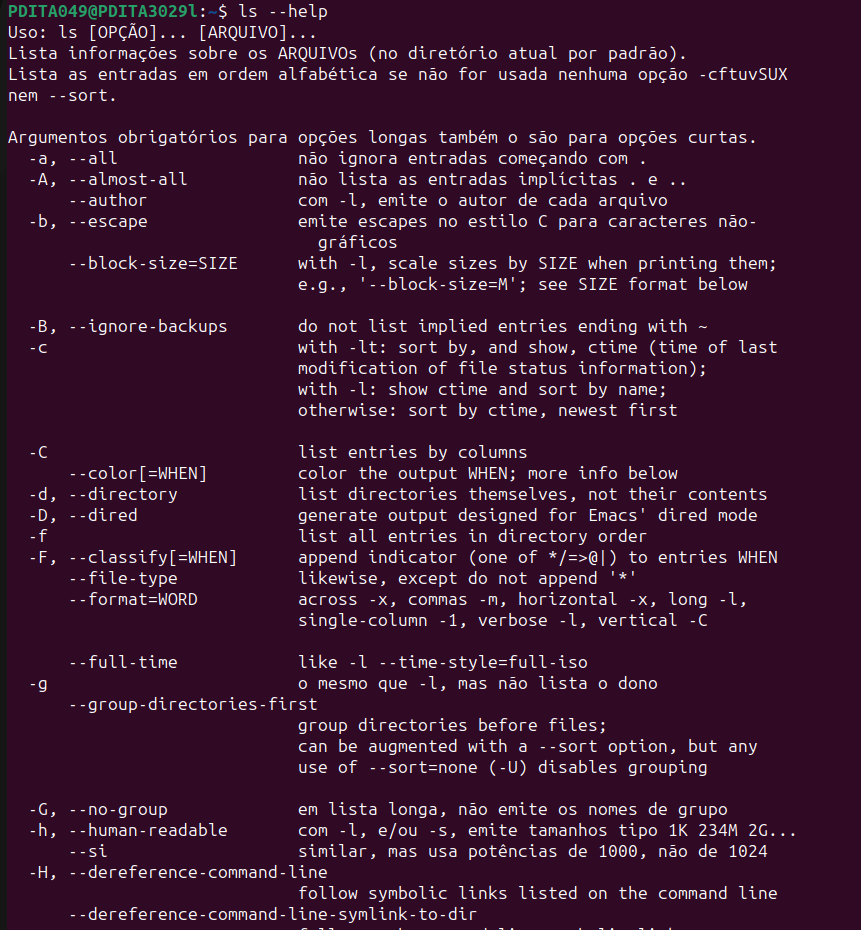 PDITA049@PDITA3029l:~$ ls --help
Uso: ls [OPÇÃO]... [ARQUIVO]...
Lista informações sobre os ARQUIVOs (no diretório atual por padrão).
Lista as entradas em ordem alfabética se não for usada nenhuma opção -cftuvSUX
nem --sort.

Argumentos obrigatórios para opções longas também o são para opções curtas.
  -a, --all                  não ignora entradas começando com .
  -A, --almost-all           não lista as entradas implícitas . e ..
      --author               com -l, emite o autor de cada arquivo
  -b, --escape               emite escapes no estilo C para caracteres não-
                               gráficos
      --block-size=SIZE      with -l, scale sizes by SIZE when printing them;
                             e.g., '--block-size=M'; see SIZE format below

  -B, --ignore-backups       do not list implied entries ending with ~
  -c                         with -lt: sort by, and show, ctime (time of last
                             modification of file status information);
                             with -l: show ctime and sort by name;
                             otherwise: sort by ctime, newest first

  -C                         list entries by columns
      --color[=WHEN]         color the output WHEN; more info below
  -d, --directory            list directories themselves, not their contents
  -D, --dired                generate output designed for Emacs' dired mode
  -f                         list all entries in directory order
  -F, --classify[=WHEN]      append indicator (one of */=>@|) to entries WHEN
      --file-type            likewise, except do not append '*'
      --format=WORD          across -x, commas -m, horizontal -x, long -l,
                             single-column -1, verbose -l, vertical -C

      --full-time            like -l --time-style=full-iso
  -g                         o mesmo que -l, mas não lista o dono
      --group-directories-first
                             group directories before files;
                             can be augmented with a --sort option, but any
                             use of --sort=none (-U) disables grouping

  -G, --no-group             em lista longa, não emite os nomes de grupo
  -h, --human-readable       com -l, e/ou -s, emite tamanhos tipo 1K 234M 2G...
      --si                   similar, mas usa potências de 1000, não de 1024
  -H, --dereference-command-line
                             follow symbolic links listed on the command line
      --dereference-command-line-symlink-to-dir